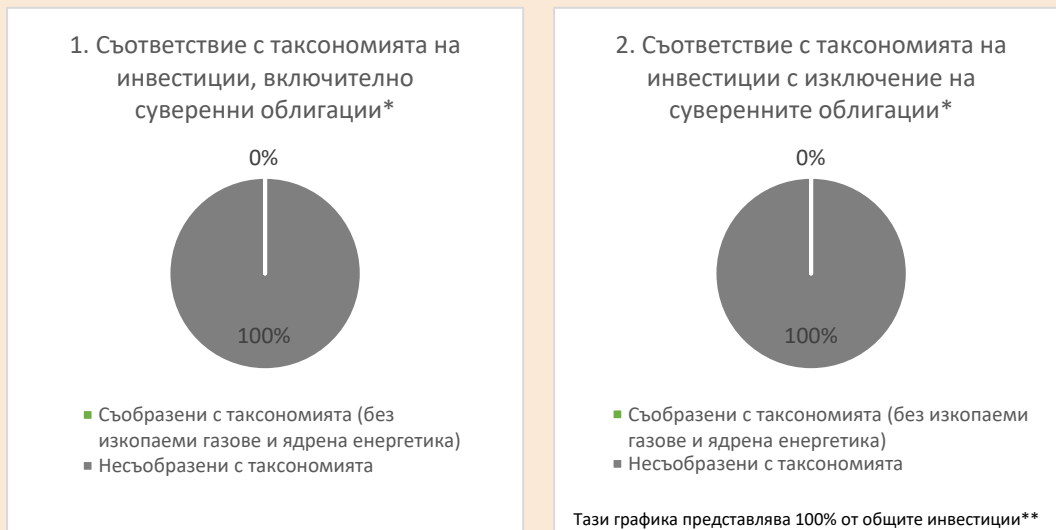 1. Съответствие с таксономията на
инвестиции, включително
суверенни облигации*
0%
100%
Съобразени с таксономията (без
изкопаеми газове и ядрена енергетика)
Несъобразени с таксономията
2. Съответствие с таксономията на
инвестиции с изключение на
суверенните облигации*
0%
100%
Съобразени с таксономията (без изкопаеми
газове и ядрена енергетика)
Несъобразени с таксономията
Тази графика представлява 100% от общите инвестиции**